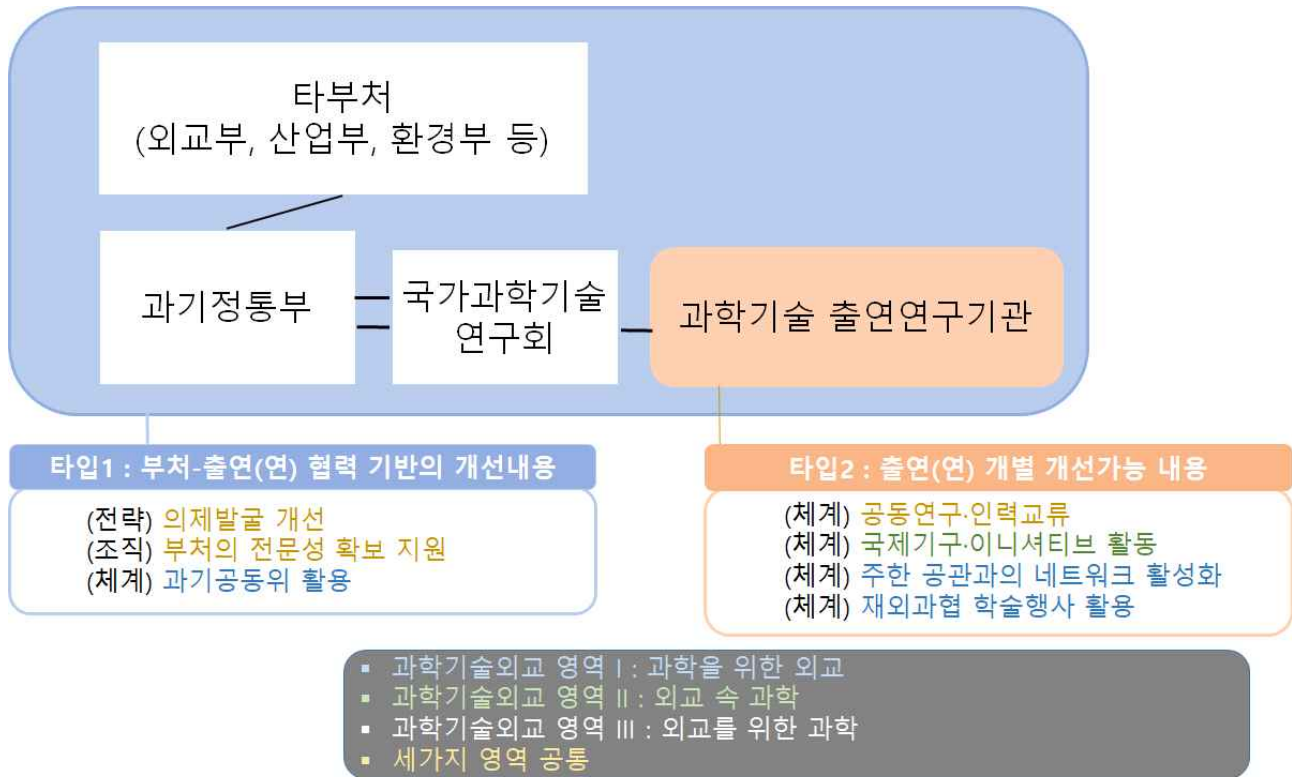 타부처
(외교부, 산업부, 환경부 등)
과기정통부
국가과학기술
연구회
과학기술 출연연구기관
타입1 : 부처-출연(연) 협력 기반의 개선내용
(전략) 의제발굴 개선
(조직) 부처의 전문성 확보 지원
(체계) 과기공동위 활용
타입2 : 출연(연) 개별 개선가능 내용
(체계) 공동연구·인력교류
(체계) 국제기구·이니셔티브 활동
(체계) 주한 공관과의 네트워크 활성화
(체계) 재외과협 학술행사 활용
▪ 과학기술외교 영역 I : 과학을 위한 외교
▪ 과학기술외교 영역 II : 외교 속 과학
▪ 과학기술외교 영역 III : 외교를 위한 과학
▪ 세가지 영역 공통